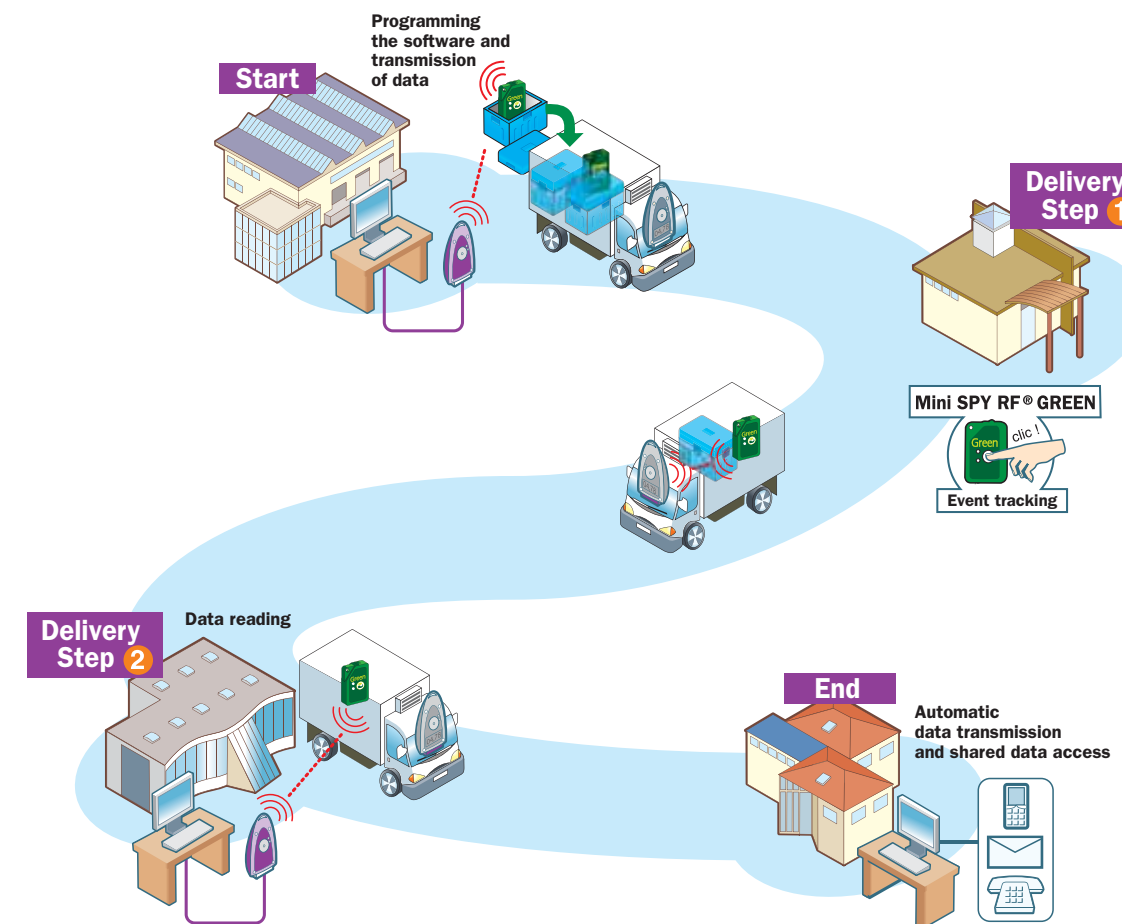 Programming
the software and
transmission
of data
Start
Green
Delivery
Step 1
Mini SPY RF® GREEN
Green
clic !
Event tracking
Green
Delivery
Step 2
Data reading
Green
End
Automatic
data transmission
and shared data access